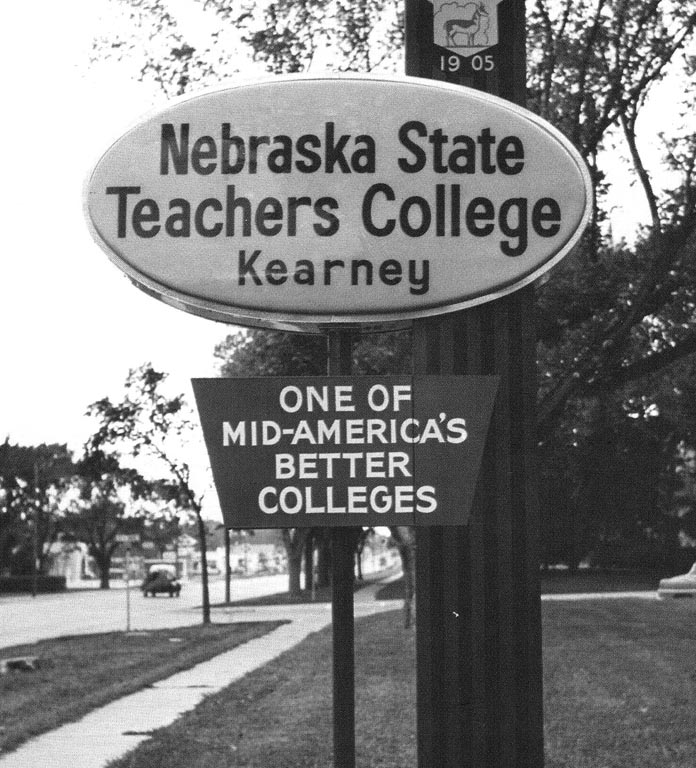 19 05
Nebraska State
Teachers College
Kearney
ONE OF
MID-AMERICA'S
BETTER
COLLEGES